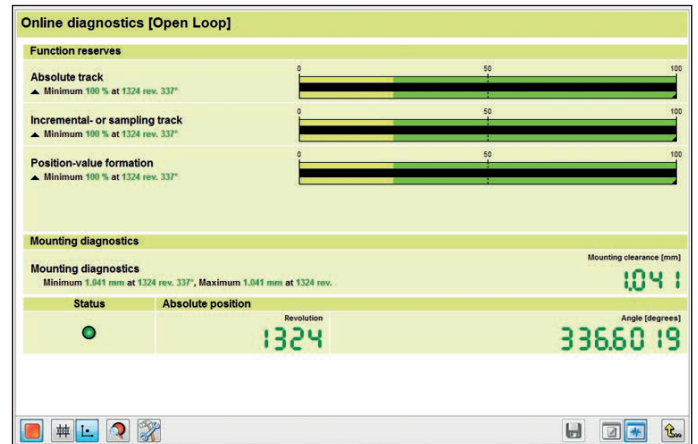 Online diagnostics [Open Loop]
Function reserves
Absolute track
Minimum 100 % at 1324 rev. 337°
0 50 100
Incremental- or sampling track
Minimum 100 % at 1324 rev. 337°
0 50 100
Position-value formation
Minimum 100 % at 1324 rev. 337°
0 50 100
Mounting diagnostics
Mounting clearance [mm]
Mounting diagnostics
Minimum 1.041 mm at 1324 rev. 337°, Maximum 1.041 mm at 1324 rev.
1.041
Status Absolute position
Revolution Angle [degrees]
1324 336.6019